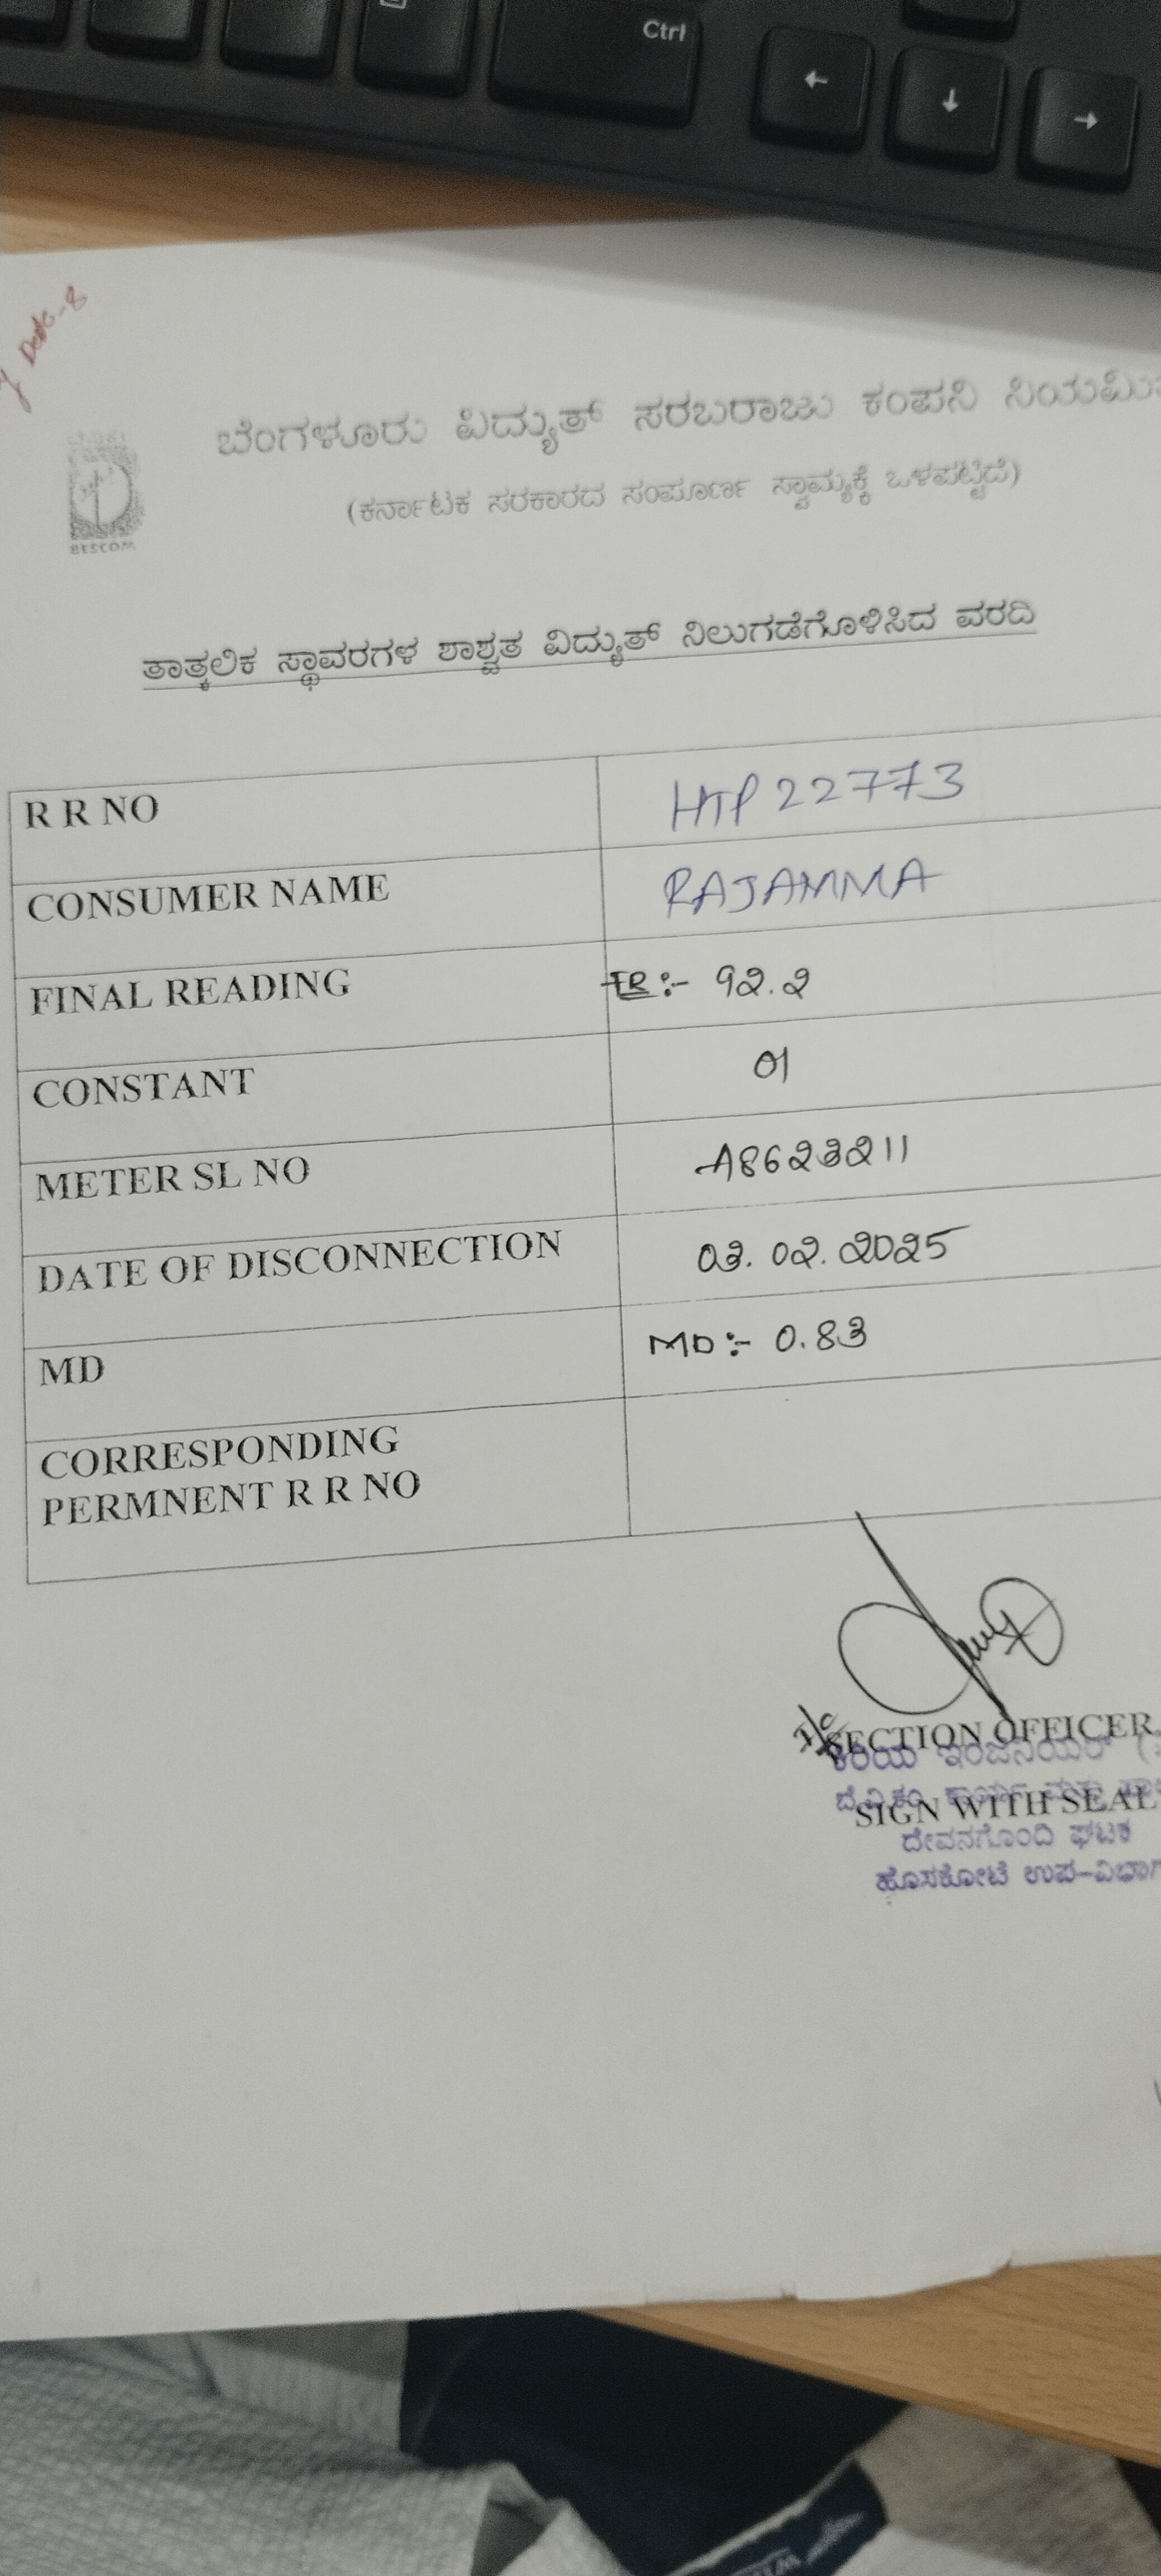 Ctrl
← ↓ →
ಬೆಂಗಳೂರು ವಿದ್ಯುತ್ ಸರಬರಾಜು ಕಂಪನಿ
(ಕರ್ನಾಟಕ ಸರಕಾರದ ಸಂಪೂರ್ಣ ಸ್ವಾಮ್ಯಕ್ಕೆ ಒಳಪಟ್ಟಿದೆ)
BESCOM
ತಾತ್ಕಲಿಕ ಸ್ಥಾವರಗಳ ಶಾಶ್ವತ ವಿದ್ಯುತ್ ನಿಲುಗಡೆಗೊಳಿಸಿದ ವರದಿ
R R NO HTP 22773
CONSUMER NAME RAJAMMA
FINAL READING FR:- 92.2
CONSTANT 01
METER SL NO A8623211
DATE OF DISCONNECTION 03.02.2025
MD MD:- 0.83
CORRESPONDING
PERMNENT R R NO
SECTION OFFICER
ಕಿರಿಯ ಇಂಜಿನಿಯರ್
SIGN WITH SEAL
ದೇವನಗೊಂದಿ ಘಟಕ
ಹೊಸಕೋಟೆ ಉಪ-ವಿಭಾಗ